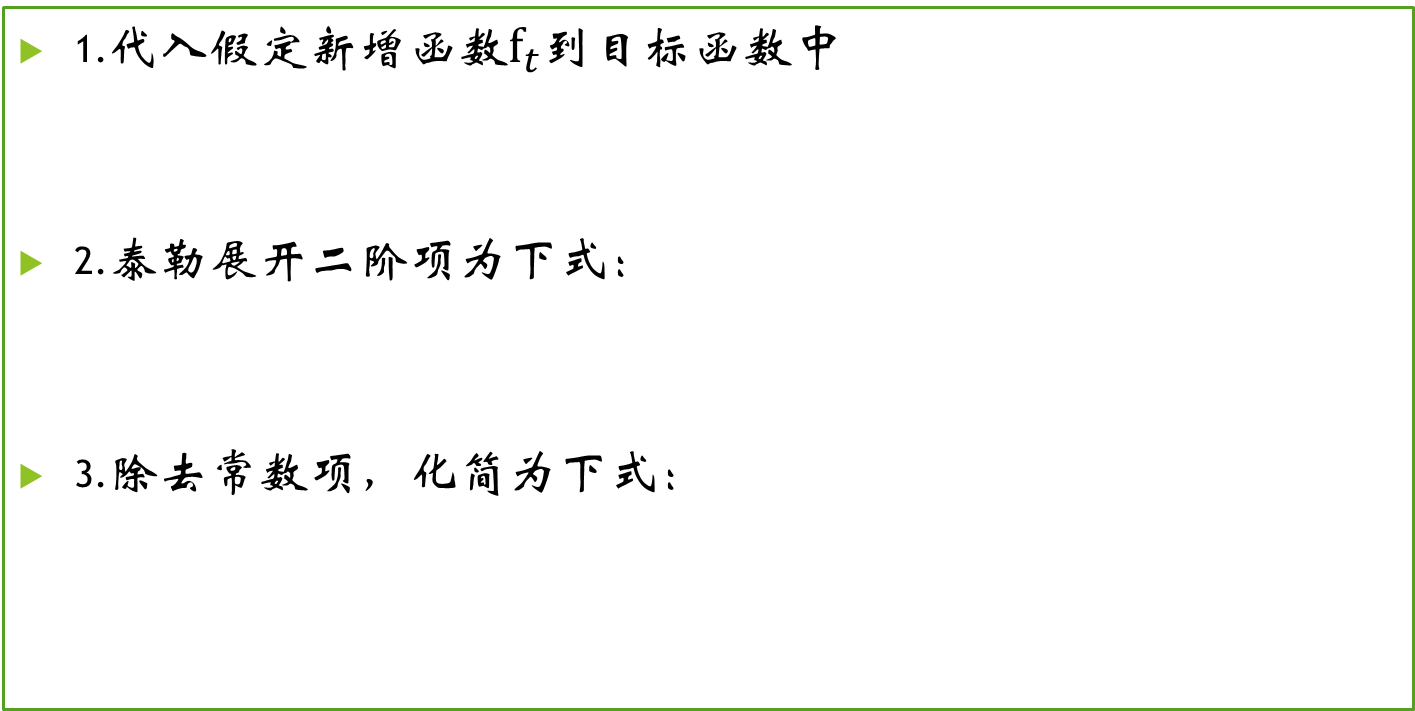 1.代入假定新增函数f_t到目标函数中
2.泰勒展开二阶项为下式：
3.除去常数项，化简为下式：